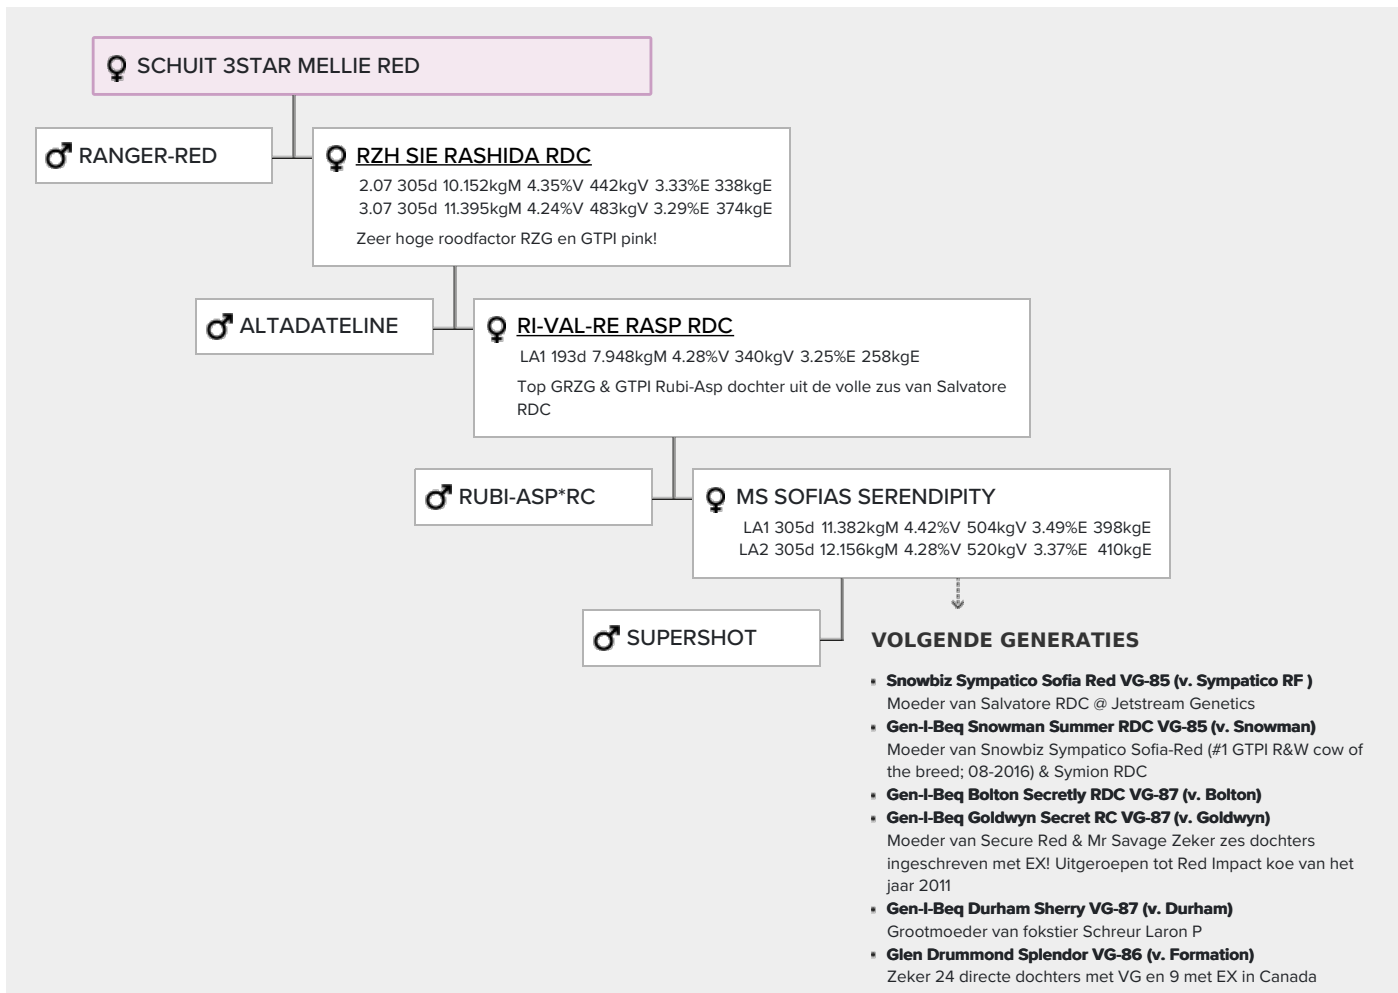 SCHUIT 3STAR MELLIE RED
RANGER-RED
RZH SIE RASHIDA RDC
2.07 305d 10.152kgM 4.35%V 442kgV 3.33%E 338kgE
3.07 305d 11.395kgM 4.24%V 483kgV 3.29%E 374kgE
Zeer hoge roodfactor RZG en GTPI pink!
ALTADATELINE
RI-VAL-RE RASP RDC
LA1 193d 7.948kgM 4.28%V 340kgV 3.25%E 258kgE
Top GRZG & GTPI Rubi-Asp dochter uit de volle zus van Salvatore
RDC
RUBI-ASP*RC
MS SOFIAS SERENDIPITY
LA1 305d 11.382kgM 4.42%V 504kgV 3.49%E 398kgE
LA2 305d 12.156kgM 4.28%V 520kgV 3.37%E 410kgE
SUPERSHOT
VOLGENDE GENERATIES
▪ Snowbiz Sympatico Sofia Red VG-85 (v. Sympatico RF )
Moeder van Salvatore RDC @ Jetstream Genetics
▪ Gen-I-Beq Snowman Summer RDC VG-85 (v. Snowman)
Moeder van Snowbiz Sympatico Sofia-Red (#1 GTPI R&W cow of
the breed; 08-2016) & Symion RDC
▪ Gen-I-Beq Bolton Secretly RDC VG-87 (v. Bolton)
▪ Gen-I-Beq Goldwyn Secret RC VG-87 (v. Goldwyn)
Moeder van Secure Red & Mr Savage Zeker zes dochters
ingeschreven met EX! Uitgeroepen tot Red Impact koe van het
jaar 2011
▪ Gen-I-Beq Durham Sherry VG-87 (v. Durham)
Grootmoeder van fokstier Schreur Laron P
▪ Glen Drummond Splendor VG-86 (v. Formation)
Zeker 24 directe dochters met VG en 9 met EX in Canada